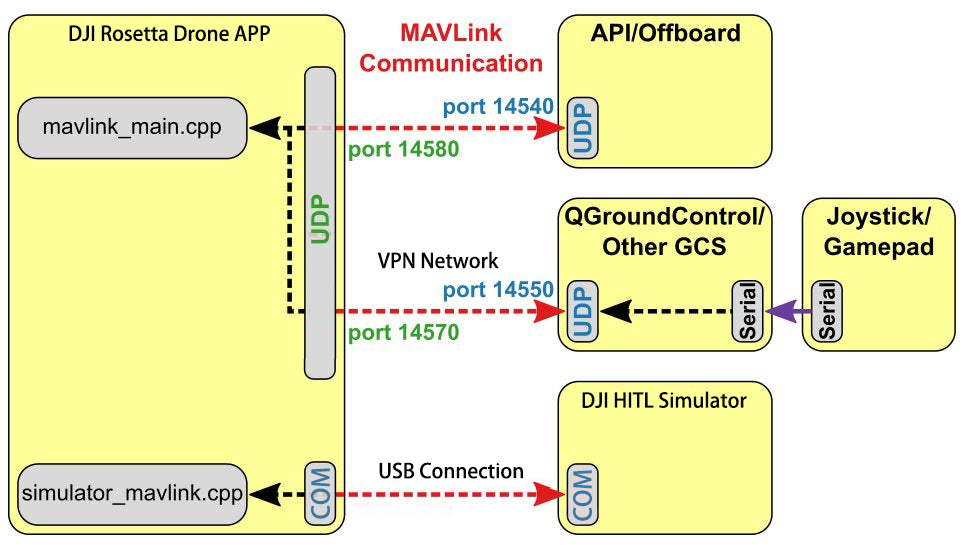 DJI Rosetta Drone APP
MAVLink
Communication
API/Offboard
mavlink_main.cpp
port 14540
UDP
port 14580
UDP
QGroundControl/
Other GCS
Joystick/
Gamepad
VPN Network
port 14550
UDP
Serial
Serial
port 14570
DJI HITL Simulator
simulator_mavlink.cpp
COM
USB Connection
COM